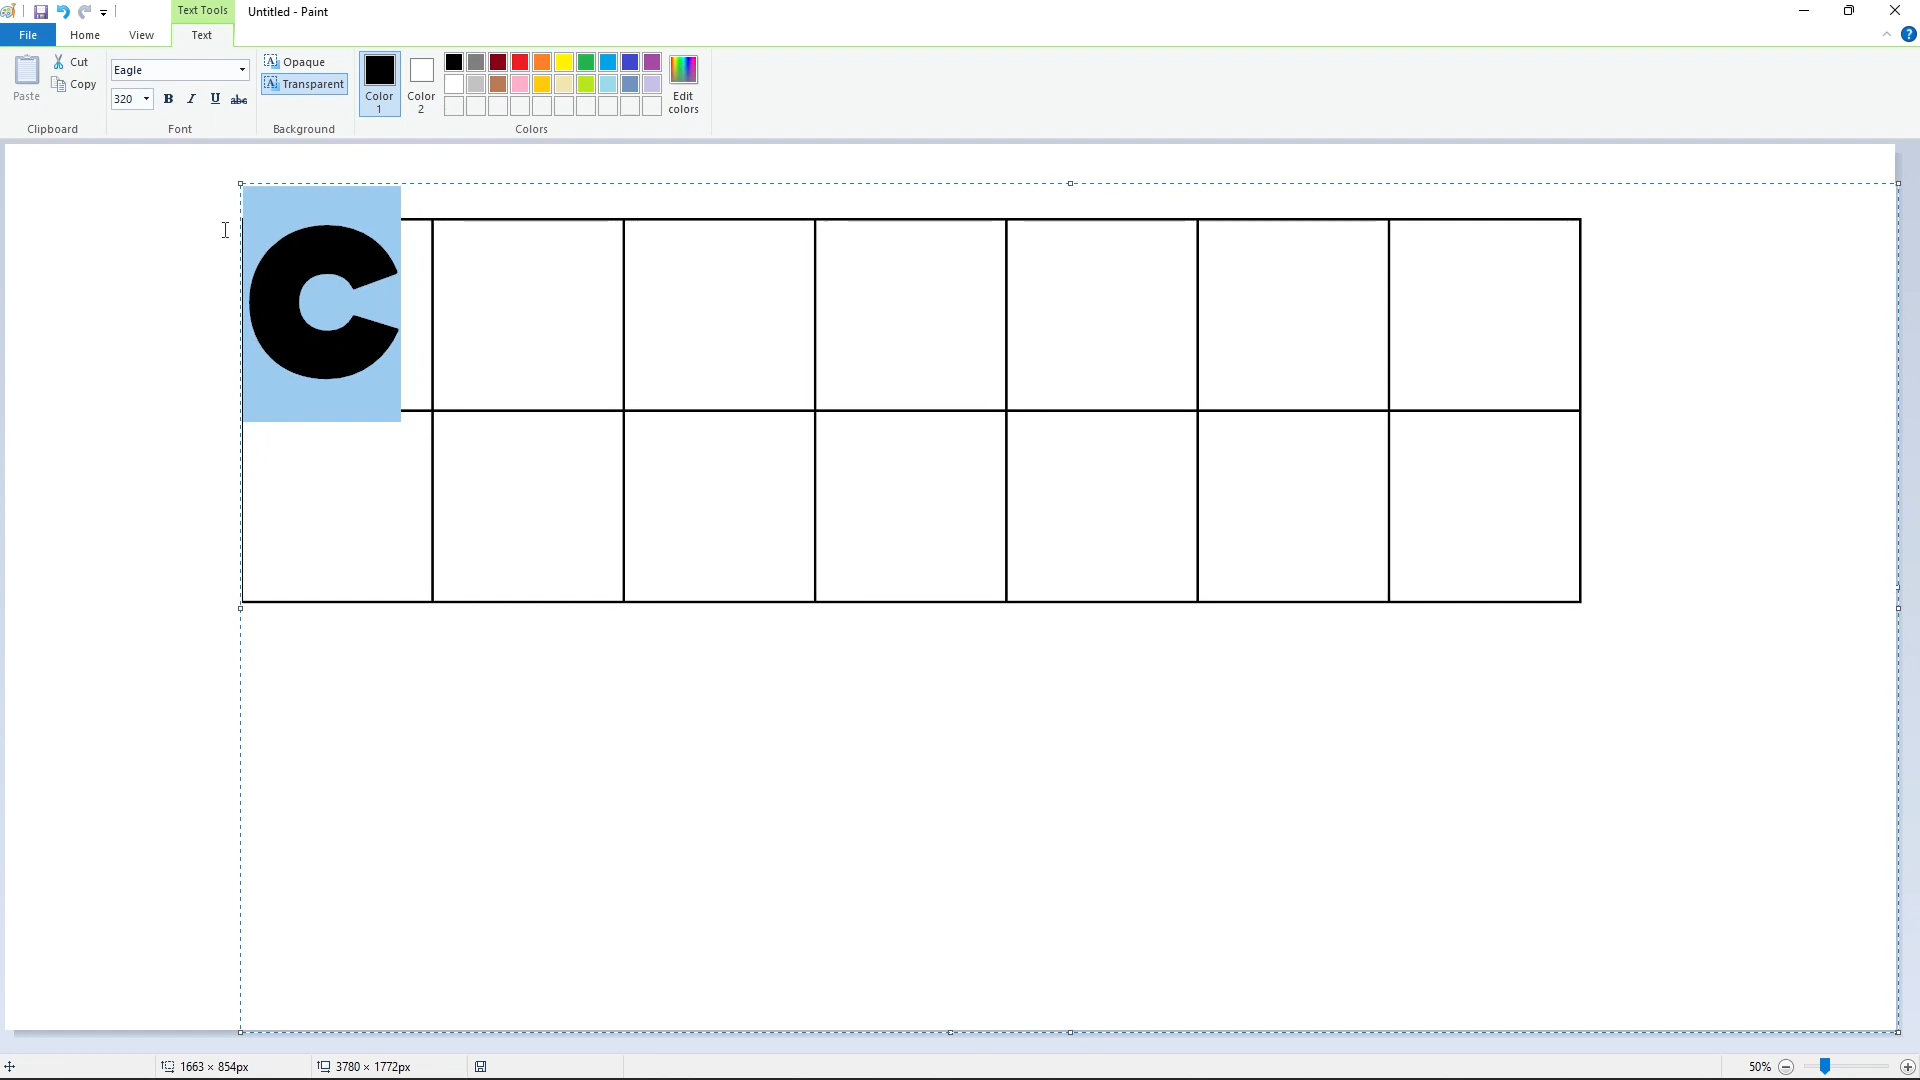 Text Tools
Untitled - Paint
File
Home
View
Text
Paste
Cut
Copy
Clipboard
Eagle
320
B
I
U
abc
Font
Opaque
Transparent
Background
Color 1
Color 2
Edit colors
Colors
C
1663 × 854px
3780 × 1772px
50%